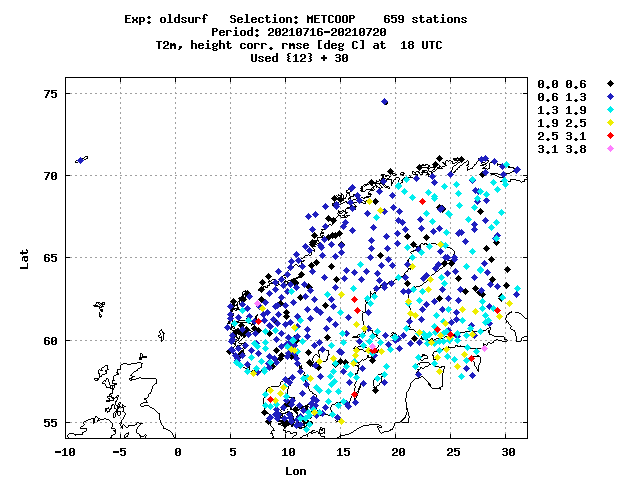 Exp: oldsurf   Selection: METCOOP    659 stations
Period: 20210716-20210720
T2m, height corr. rmse [deg C] at  18 UTC
Used {12} + 30
0.0 0.6
0.6 1.3
1.3 1.9
1.9 2.5
2.5 3.1
3.1 3.8
75
70
65
60
55
Lat
-10 -5 0 5 10 15 20 25 30
Lon